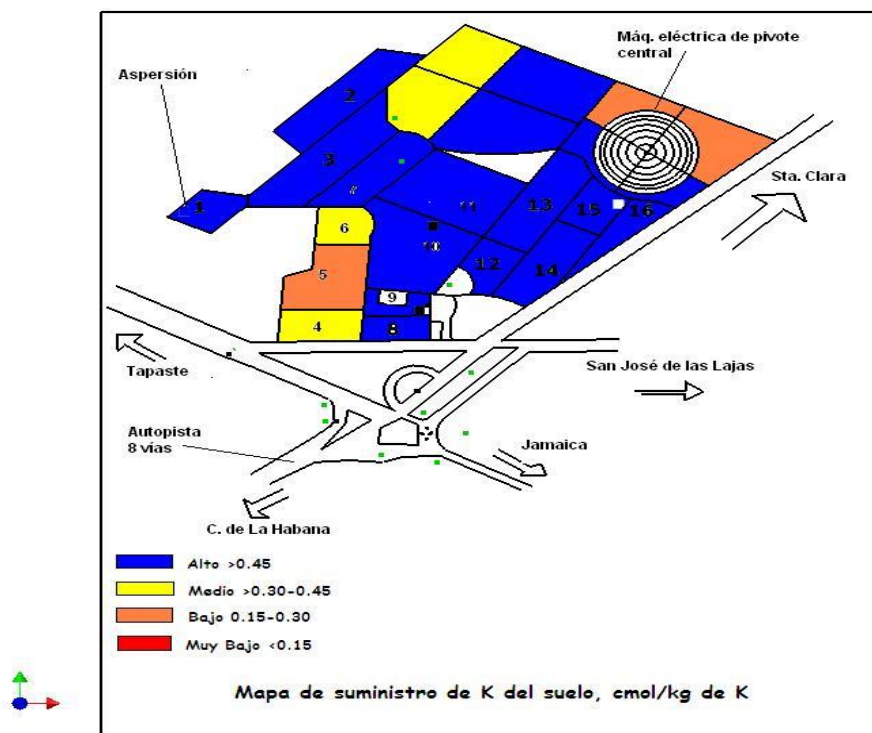 Máq. eléctrica de pivote
central
Aspersión
2
3
Sta. Clara
1
7
11
13
15
16
6
10
12
14
5
9
4
8
Tapaste
San José de las Lajas
Autopista
8 vías
Jamaica
C. de La Habana
Alto >0.45
Medio >0.30-0.45
Bajo 0.15-0.30
Muy Bajo <0.15
Mapa de suministro de K del suelo, cmol/kg de K